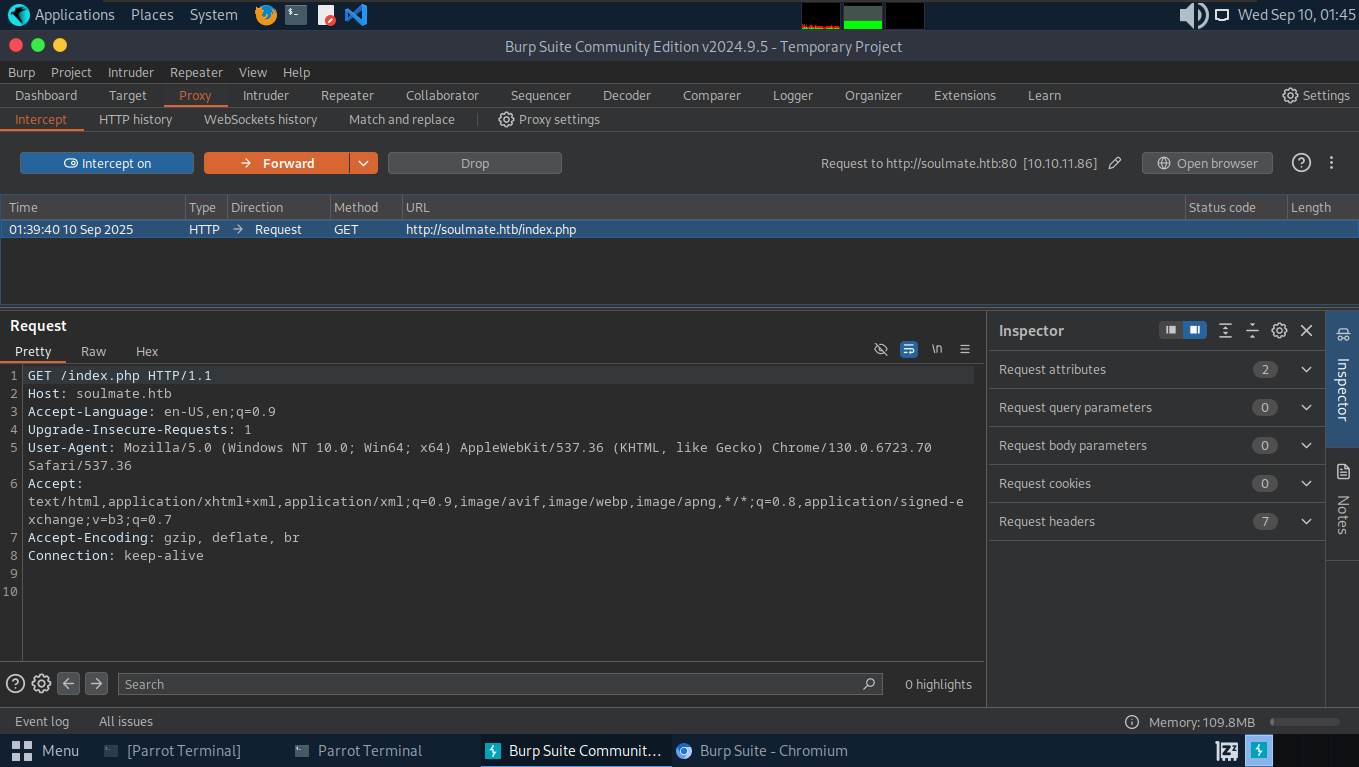 Applications Places System Wed Sep 10, 01:45
Burp Suite Community Edition v2024.9.5 - Temporary Project
Burp Project Intruder Repeater View Help
Dashboard Target Proxy Intruder Repeater Collaborator Sequencer Decoder Comparer Logger Organizer Extensions Learn Settings
Intercept HTTP history WebSockets history Match and replace Proxy settings
Intercept on Forward Drop Request to http://soulmate.htb:80 [10.10.11.86] Open browser
Time Type Direction Method URL Status code Length
01:39:40 10 Sep 2025 HTTP → Request GET http://soulmate.htb/index.php
Request
Pretty Raw Hex \n
1 GET /index.php HTTP/1.1
2 Host: soulmate.htb
3 Accept-Language: en-US,en;q=0.9
4 Upgrade-Insecure-Requests: 1
5 User-Agent: Mozilla/5.0 (Windows NT 10.0; Win64; x64) AppleWebKit/537.36 (KHTML, like Gecko) Chrome/130.0.6723.70
Safari/537.36
6 Accept:
text/html,application/xhtml+xml,application/xml;q=0.9,image/avif,image/webp,image/apng,*/*;q=0.8,application/signed-e
xchange;v=b3;q=0.7
7 Accept-Encoding: gzip, deflate, br
8 Connection: keep-alive
9
10
Search 0 highlights
Inspector
Request attributes 2
Request query parameters 0
Request body parameters 0
Request cookies 0
Request headers 7
Inspector
Notes
Event log All issues Memory: 109.8MB
Menu [Parrot Terminal] Parrot Terminal Burp Suite Communit... Burp Suite - Chromium